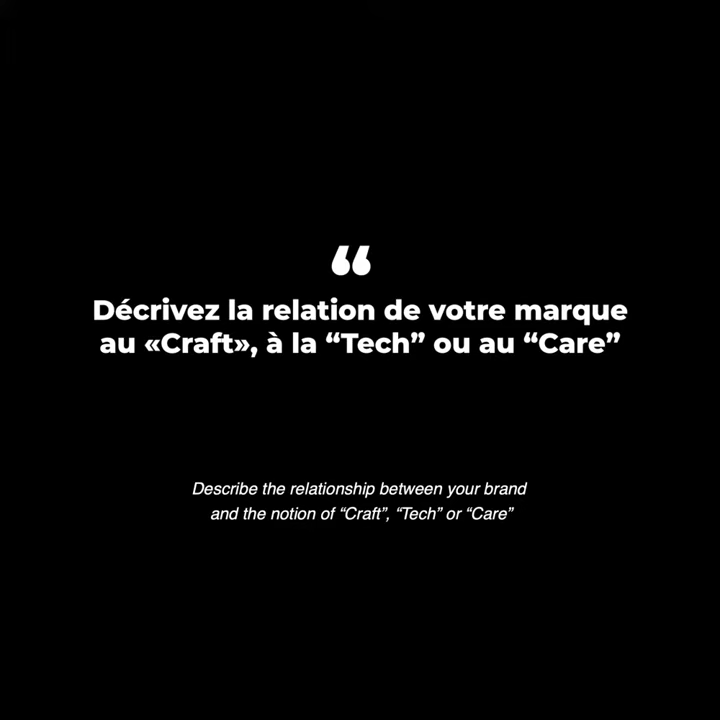 “
Décrivez la relation de votre marque
au «Craft», à la “Tech” ou au “Care”
Describe the relationship between your brand
and the notion of “Craft”, “Tech” or “Care”